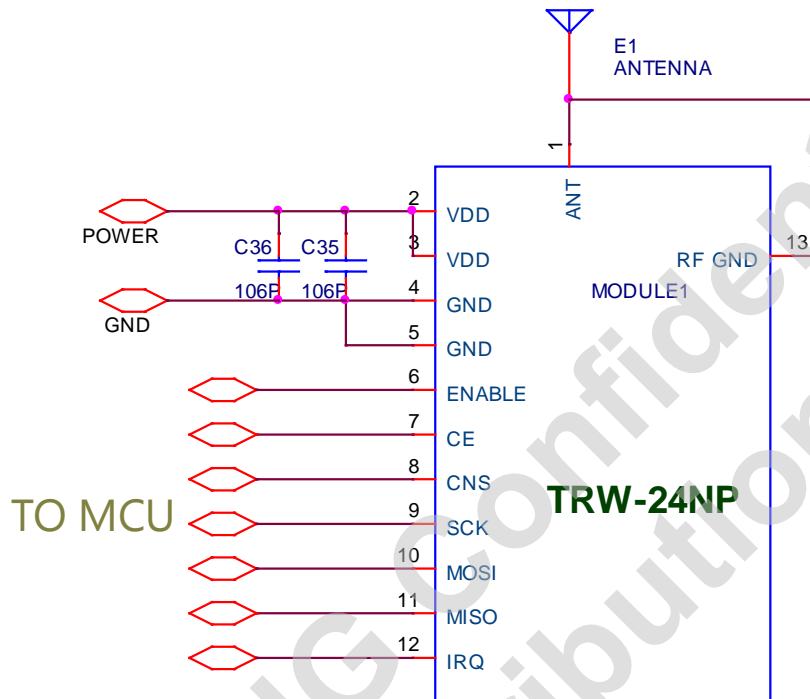 E1
ANTENNA
1
ANT
POWER
2
VDD
C36
C35
3
VDD
RF GND
13
106P
106P
4
GND
MODULE1
GND
5
GND
6
ENABLE
7
CE
8
CNS
TRW-24NP
TO MCU
9
SCK
10
MOSI
11
MISO
12
IRQ